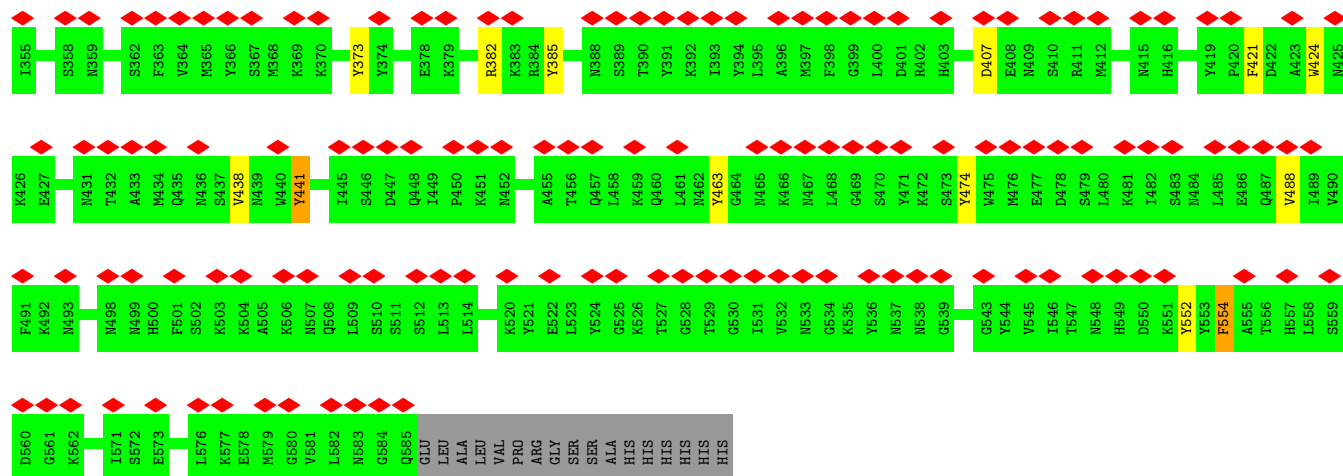 I355 S358 N359 S362 F363 V364 M365 Y366 S367 M368 K369 K370 Y373 Y374 E378 K379 R382 K383 R384 Y385 N388 S389 T390 Y391 K392 I393 Y394 L395 A396 M397 F398 G399 L400 D401 R402 H403 D407 E408 N409 S410 R411 M412 N415 H416 Y419 P420 F421 D422 A423 W424 N425
K426 E427 N431 T432 A433 M434 Q435 N436 S437 V438 N439 W440 Y441 I445 S446 D447 Q448 I449 P450 K451 N452 A455 T456 Q457 L458 K459 Q460 L461 N462 Y463 G464 N465 K466 N467 L468 G469 S470 Y471 K472 S473 Y474 W475 M476 E477 D478 S479 L480 K481 I482 S483 N484 L485 E486 Q487 V488 I489 V490
F491 K492 N493 N498 N499 H500 F501 S502 K503 K504 A505 K506 N507 Q508 I509 S510 S511 S512 L513 L514 K520 Y521 E522 L523 Y524 G525 K526 T527 G528 T529 G530 I531 V532 N533 G534 K535 Y536 N537 N538 G539 G543 Y544 V545 I546 T547 N548 H549 D550 K551 Y552 Y553 F554 A555 T556 H557 L558 S559
D560 G561 K562 I571 S572 E573 L576 K577 E578 M579 G580 V581 L582 N583 G584 Q585 GLU LEU ALA LEU VAL PRO ARG GLY SER SER ALA HIS HIS HIS HIS HIS HIS